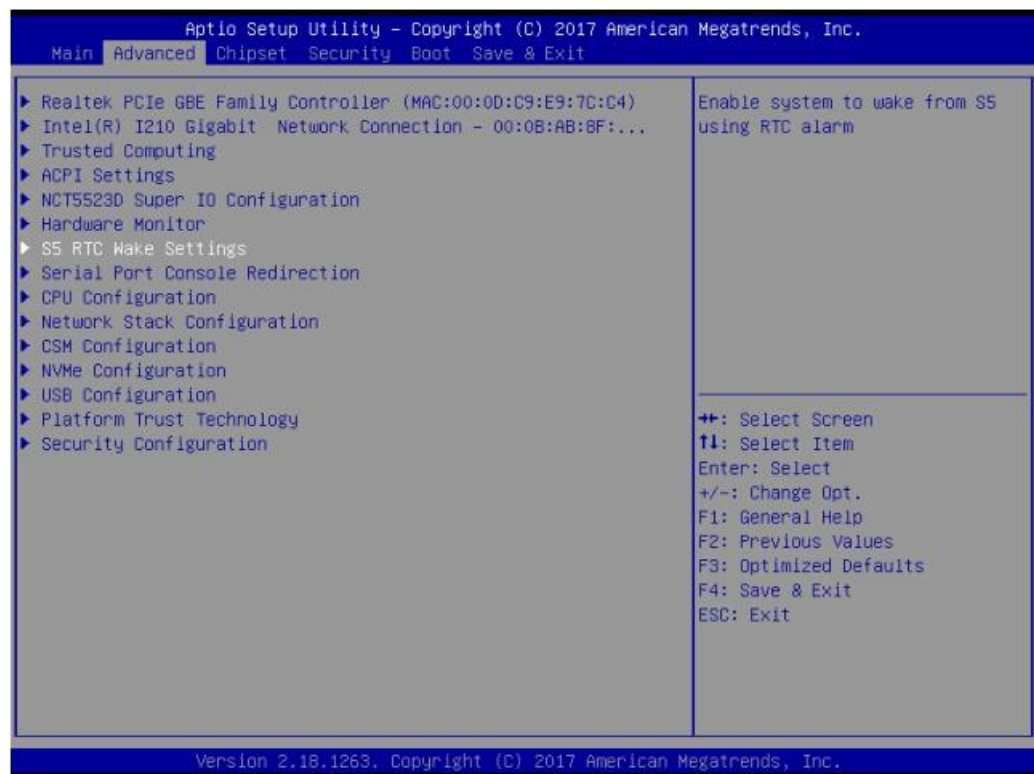 Aptio Setup Utility – Copyright (C) 2017 American Megatrends, Inc.
Main Advanced Chipset Security Boot Save & Exit
Realtek PCIe GBE Family Controller (MAC:00:0D:C9:E9:7C:C4)
Intel(R) I210 Gigabit Network Connection – 00:0B:AB:8F:...
Trusted Computing
ACPI Settings
NCT5523D Super IO Configuration
Hardware Monitor
S5 RTC Wake Settings
Serial Port Console Redirection
CPU Configuration
Network Stack Configuration
CSM Configuration
NVMe Configuration
USB Configuration
Platform Trust Technology
Security Configuration
Enable system to wake from S5
using RTC alarm
→←: Select Screen
↑↓: Select Item
Enter: Select
+/-: Change Opt.
F1: General Help
F2: Previous Values
F3: Optimized Defaults
F4: Save & Exit
ESC: Exit
Version 2.18.1263. Copyright (C) 2017 American Megatrends, Inc.